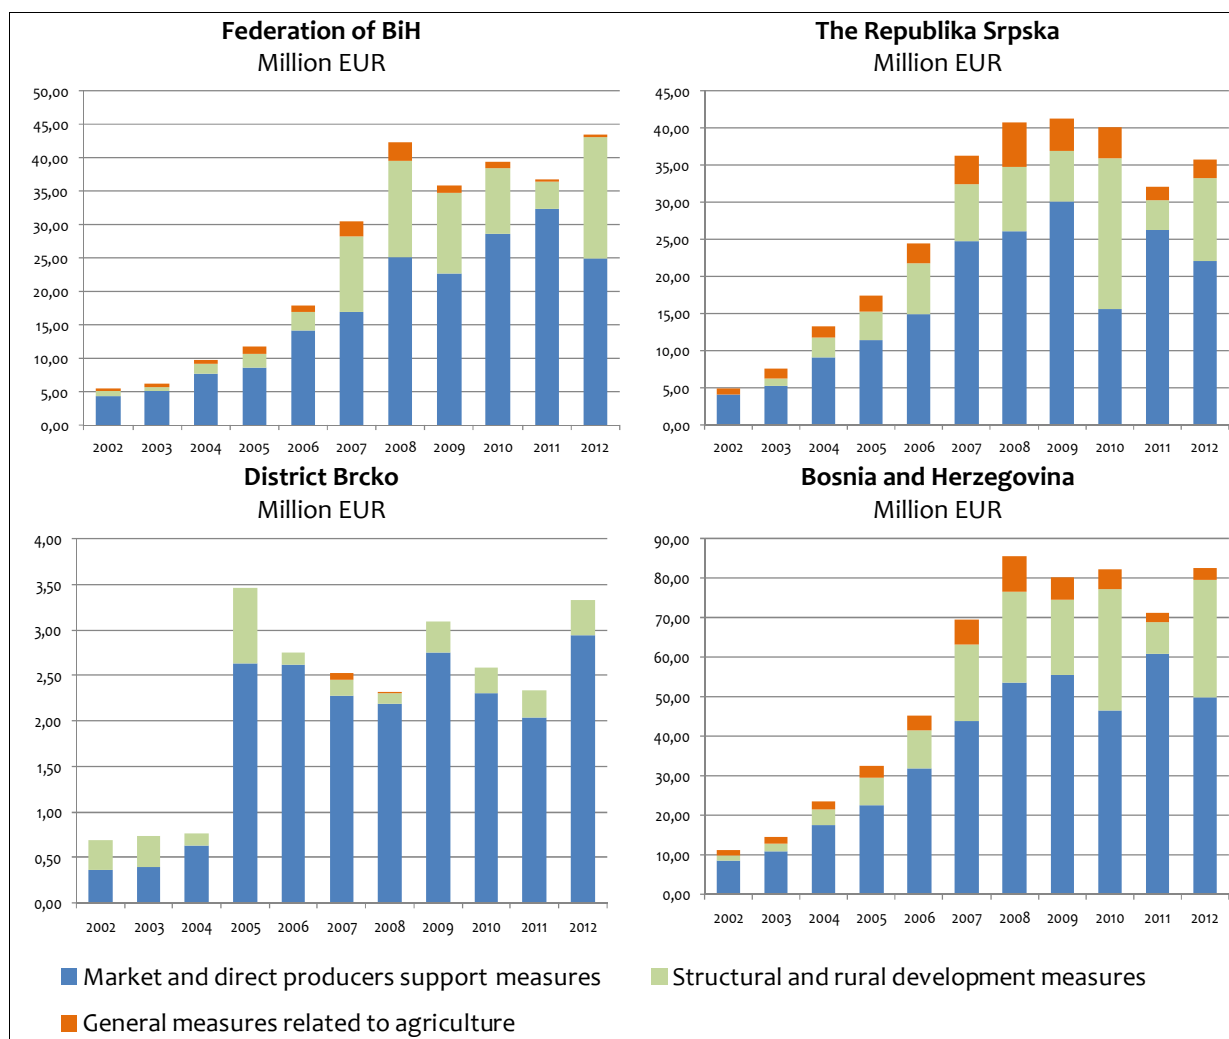 Federation of BiH
Million EUR
50,00
45,00
40,00
35,00
30,00
25,00
20,00
15,00
10,00
5,00
0,00
2002 2003 2004 2005 2006 2007 2008 2009 2010 2011 2012
The Republika Srpska
Million EUR
45,00
40,00
35,00
30,00
25,00
20,00
15,00
10,00
5,00
0,00
2002 2003 2004 2005 2006 2007 2008 2009 2010 2011 2012
District Brcko
Million EUR
4,00
3,50
3,00
2,50
2,00
1,50
1,00
0,50
0,00
2002 2003 2004 2005 2006 2007 2008 2009 2010 2011 2012
Bosnia and Herzegovina
Million EUR
90,00
80,00
70,00
60,00
50,00
40,00
30,00
20,00
10,00
0,00
2002 2003 2004 2005 2006 2007 2008 2009 2010 2011 2012
Market and direct producers support measures
Structural and rural development measures
General measures related to agriculture